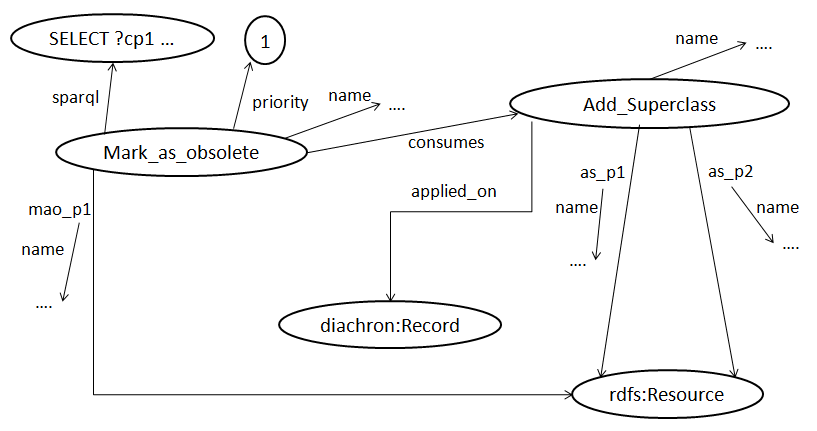 SELECT ?cp1 ...
1
name
....
sparql
priority
name
....
Add_Superclass
Mark_as_obsolete
consumes
applied_on
as_p1
as_p2
mao_p1
name
name
name
....
....
....
diachron:Record
rdfs:Resource